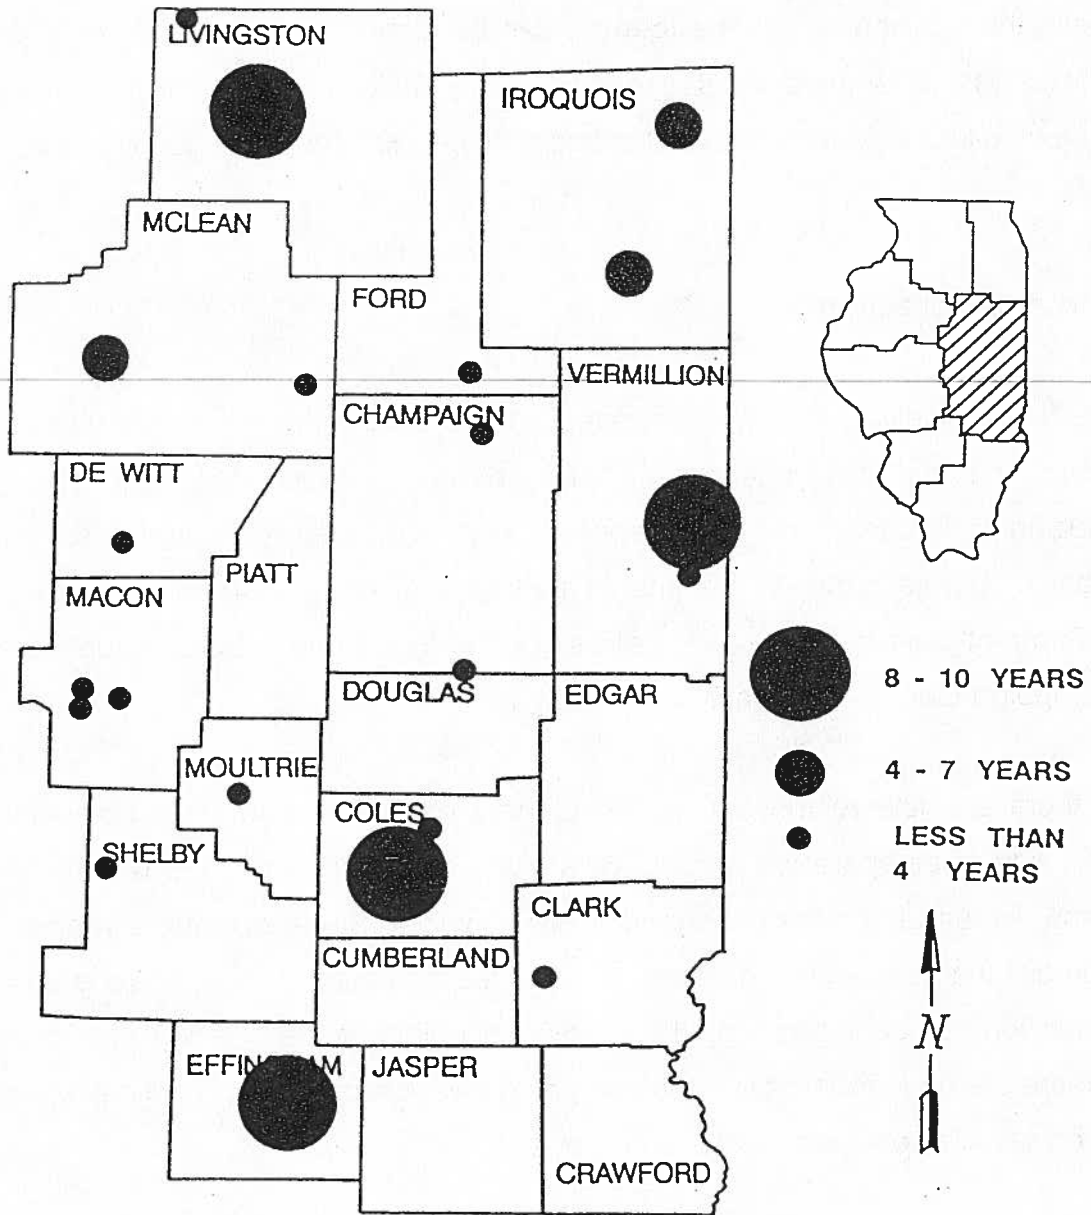 LIVINGSTON
IROQUOIS
MCLEAN
FORD
VERMILLION
CHAMPAIGN
DE WITT
PIATT
MACON
DOUGLAS
EDGAR
8 - 10 YEARS
MOULTRIE
4 - 7 YEARS
COLES
LESS THAN
4 YEARS
SHELBY
CLARK
CUMBERLAND
N
EFFINGHAM
JASPER
CRAWFORD